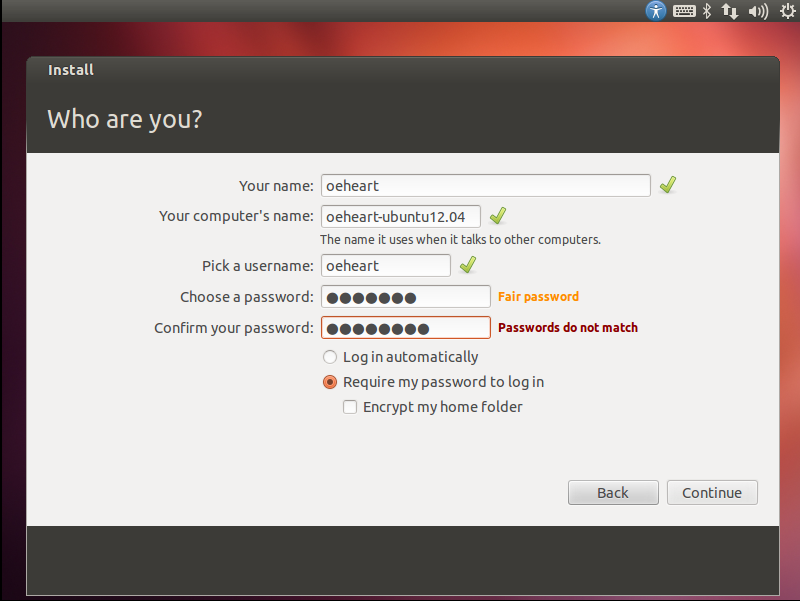 Install
Who are you?
Your name: oeheart
Your computer's name: oeheart-ubuntu12.04
The name it uses when it talks to other computers.
Pick a username: oeheart
Choose a password: ●●●●●●● Fair password
Confirm your password: ●●●●●●●● Passwords do not match
Log in automatically
Require my password to log in
Encrypt my home folder
Back Continue